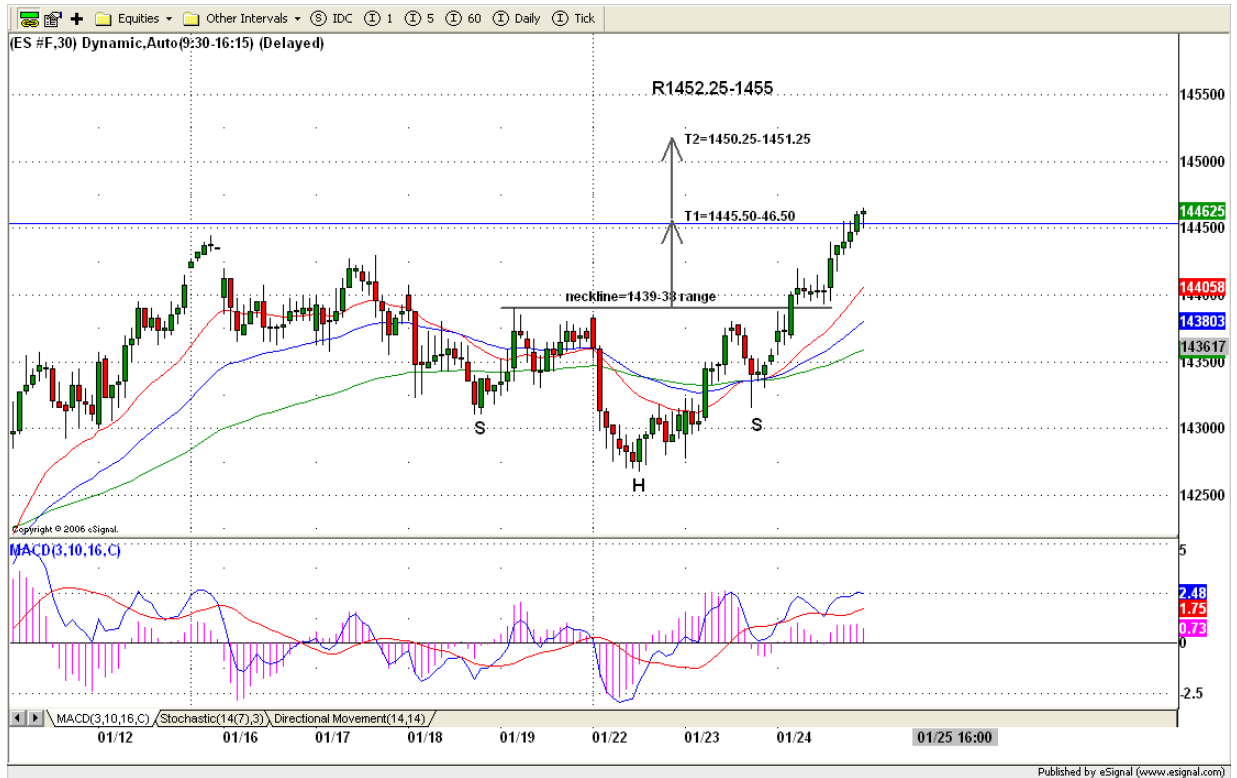 Equities Other Intervals S IDC I 1 I 5 I 60 I Daily I Tick
(ES #F,30) Dynamic,Auto(9:30-16:15) (Delayed)
R1452.25-1455
145500
T2=1450.25-1451.25
145000
T1=1445.50-46.50
144625
144500
144058
neckline=1439-38 range
144000
143803
143617
143500
S
S
143000
H
142500
Copyright © 2006 eSignal.
MACD(3,10,16,C)
5
2.48
1.75
0.73
0
-2.5
MACD(3,10,16,C) Stochastic(14(7),3) Directional Movement(14,14)
01/12 01/16 01/17 01/18 01/19 01/22 01/23 01/24 01/25 16:00
Published by eSignal (www.esignal.com)